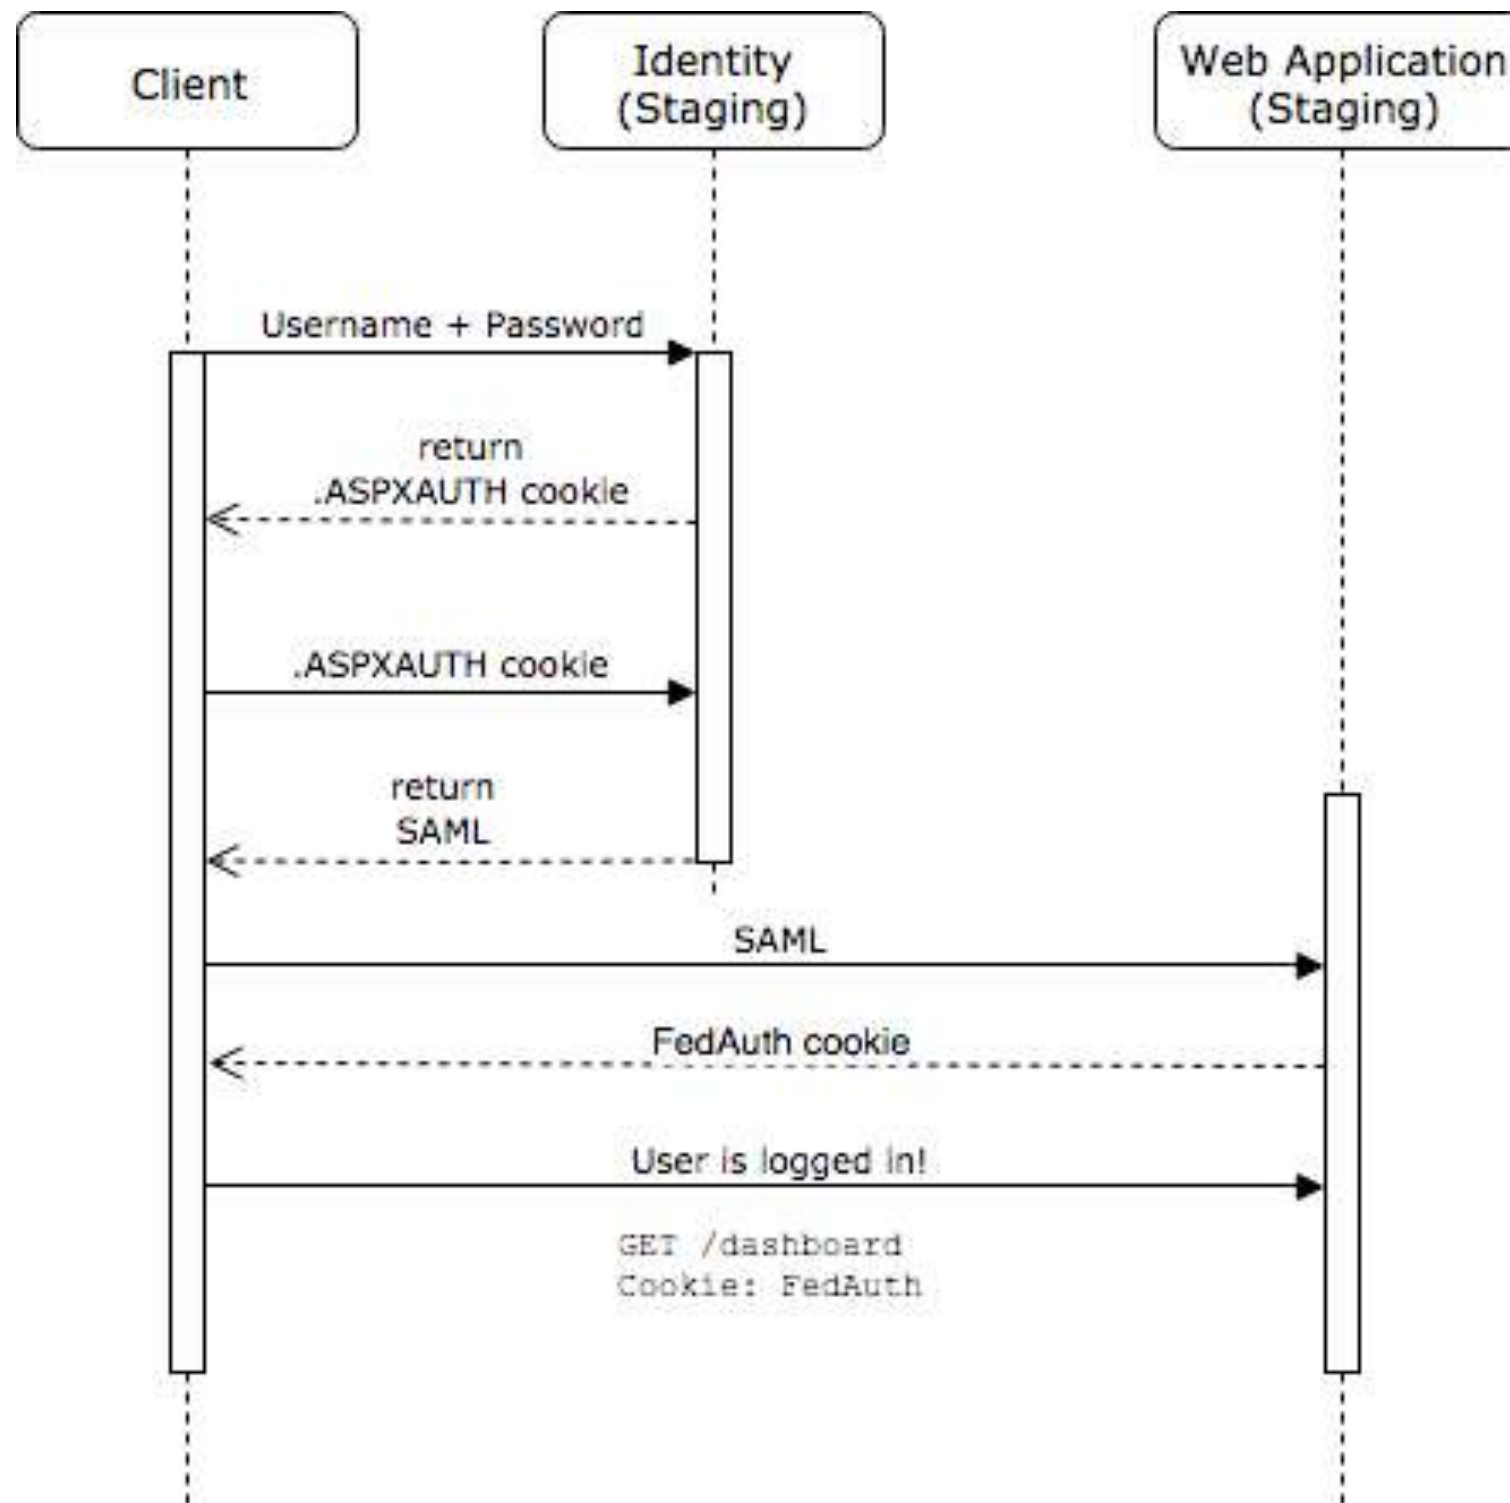 Client
Identity
(Staging)
Web Application
(Staging)
Username + Password
return
.ASPXAUTH cookie
.ASPXAUTH cookie
return
SAML
SAML
FedAuth cookie
User is logged in!
GET /dashboard
Cookie: FedAuth